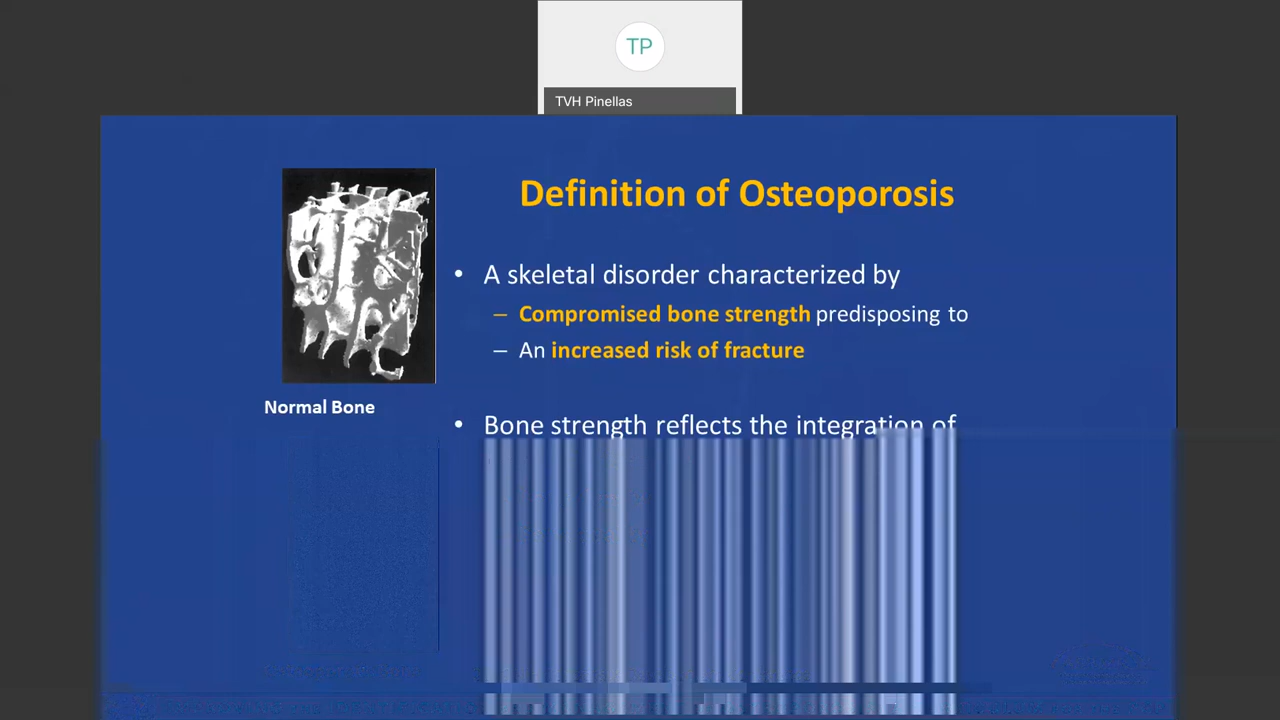 TP
TVH Pinellas
Definition of Osteoporosis
• A skeletal disorder characterized by
– Compromised bone strength predisposing to
– An increased risk of fracture
Normal Bone
• Bone strength reflects the integration of